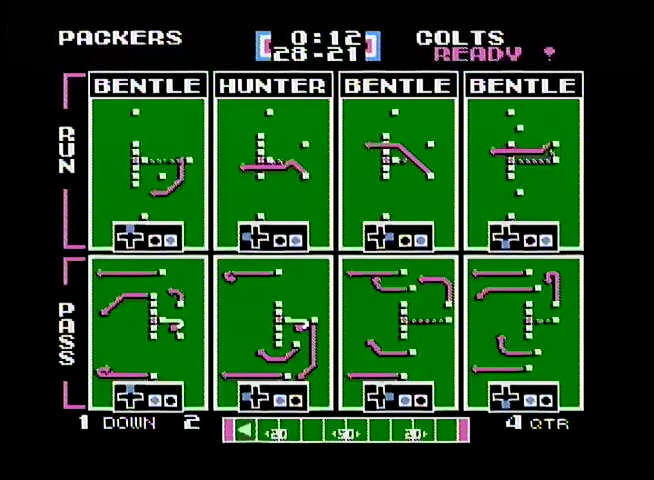 PACKERS 0:12 COLTS
28-21 READY
BENTLE HUNTER BENTLE BENTLE
RUN
PASS
1 DOWN 2 4 QTR
20 50 20